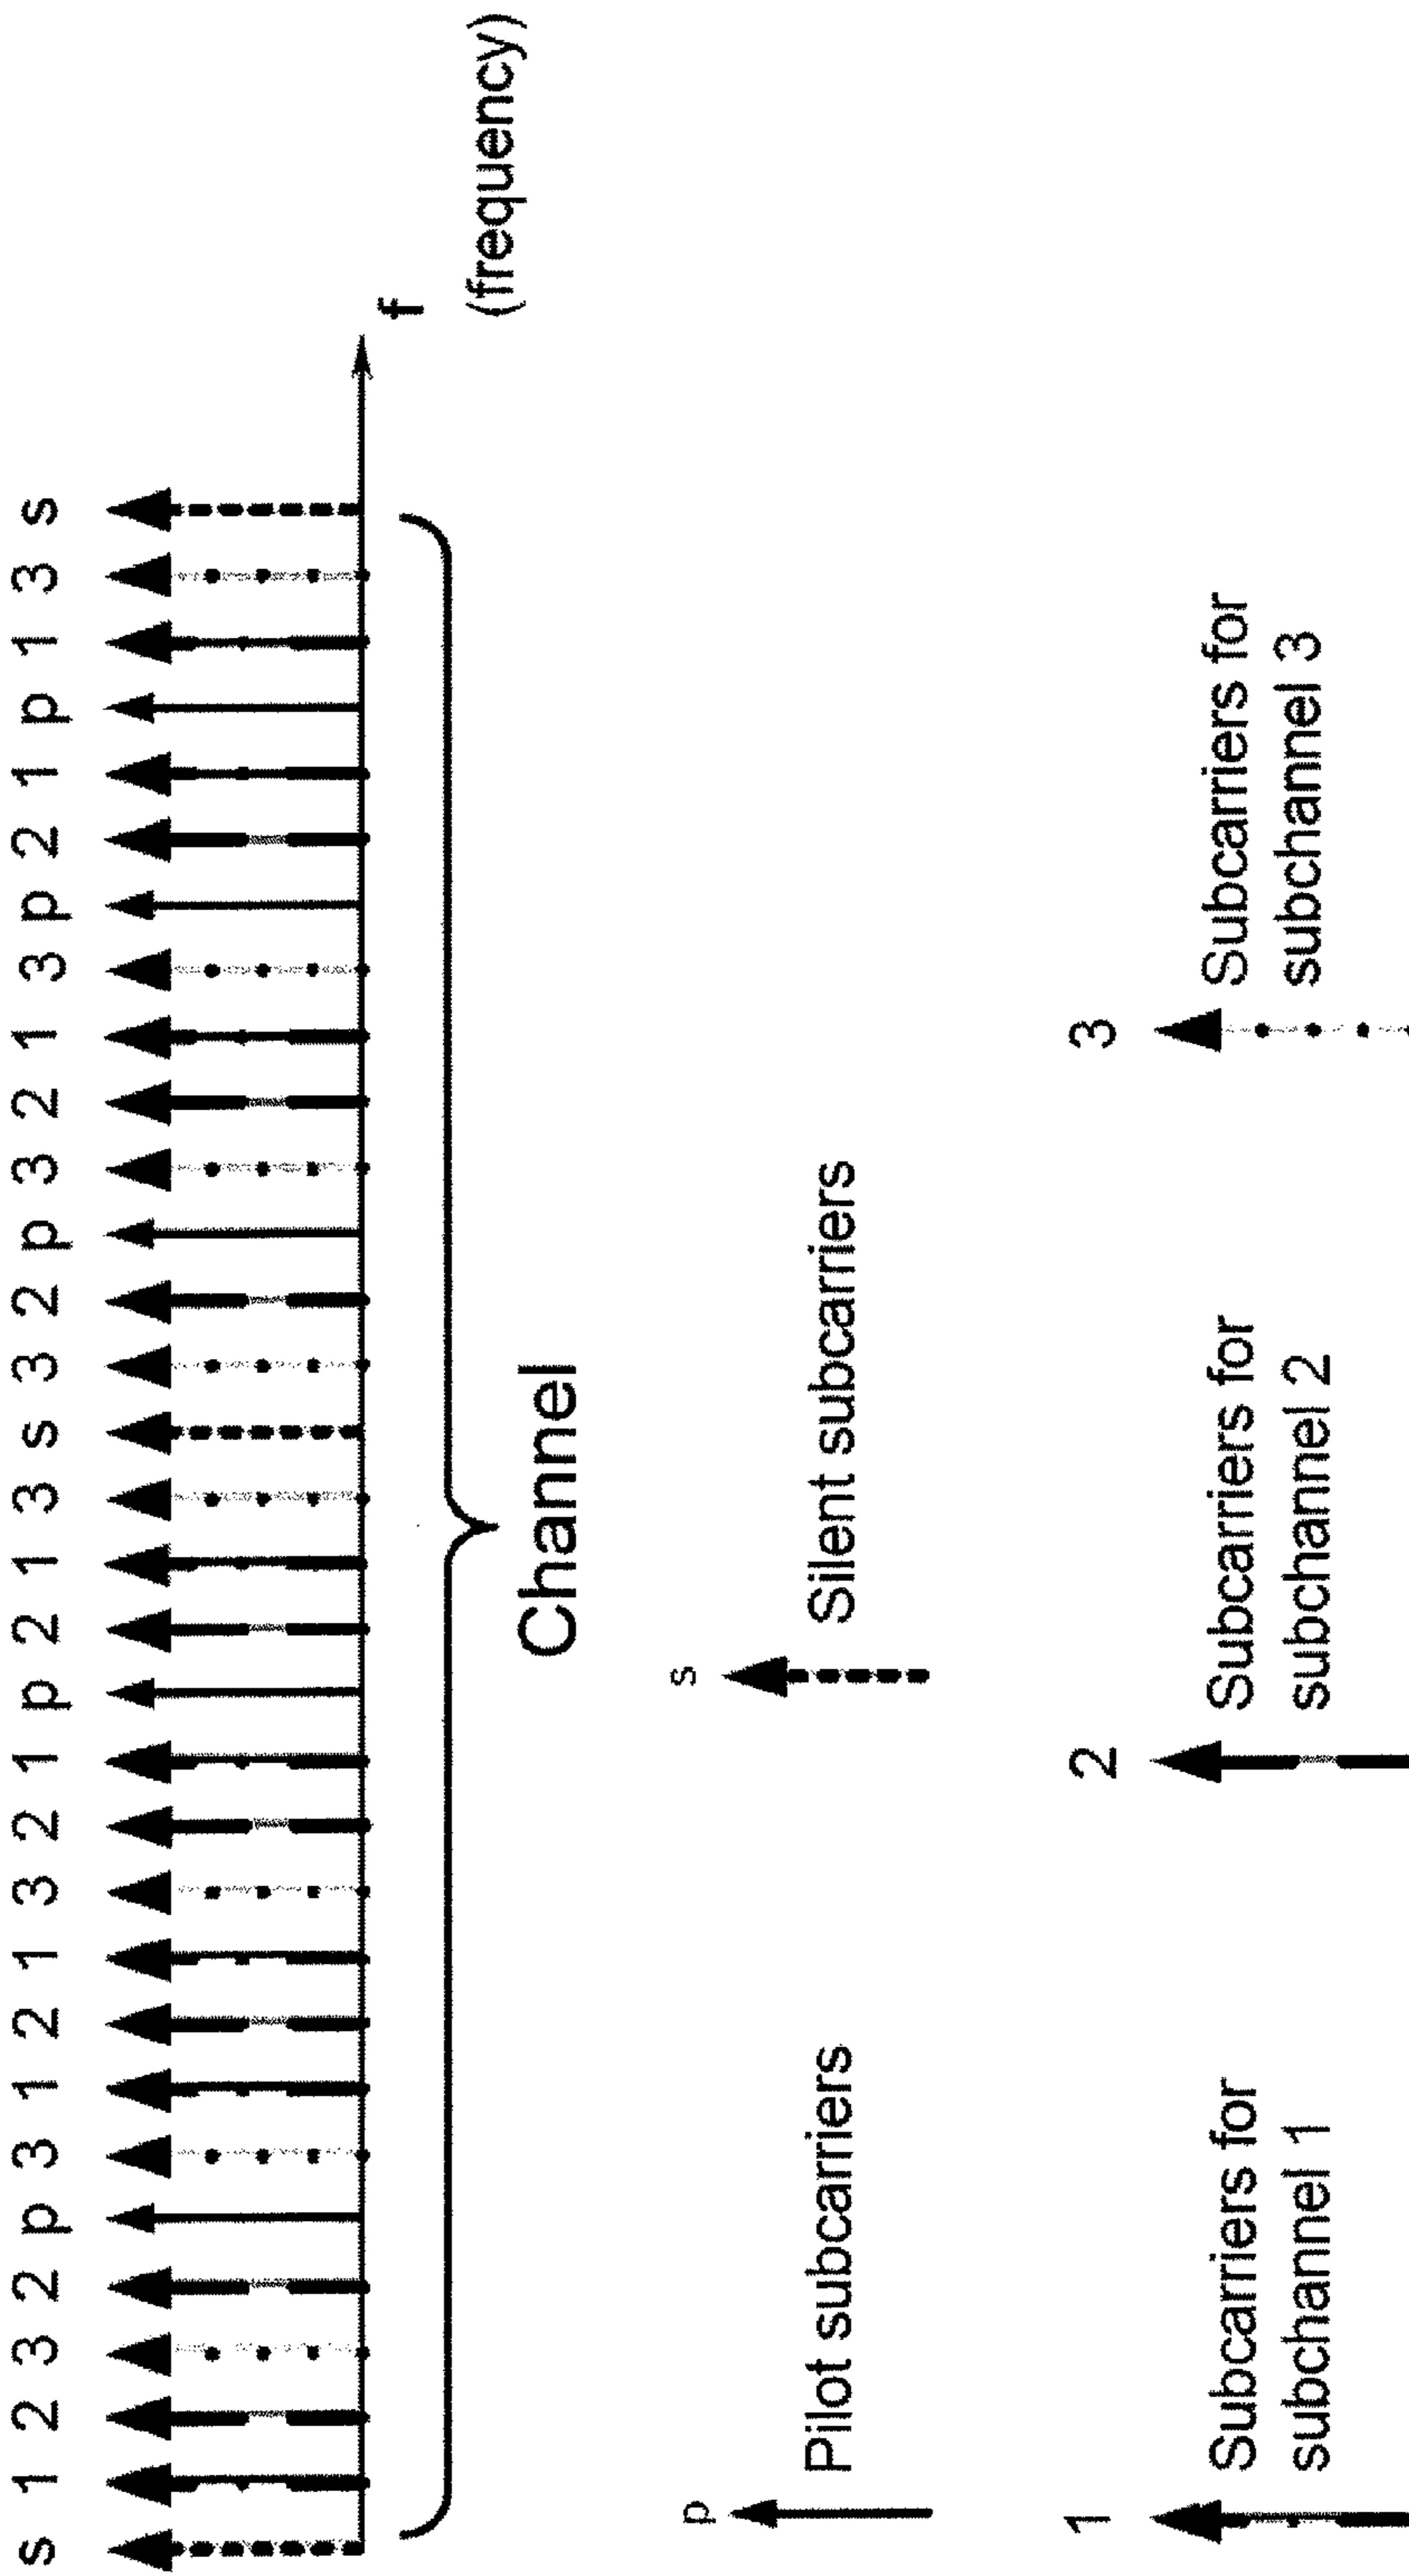 s 1 2 3 2 p 3 1 2 1 3 2 1 p 2 1 3 s 3 2 p 3 2 1 3 p 2 1 p 1 3 s
f
(frequency)
Channel
p
Pilot subcarriers
s
Silent subcarriers
1
Subcarriers for
subchannel 1
2
Subcarriers for
subchannel 2
3
Subcarriers for
subchannel 3